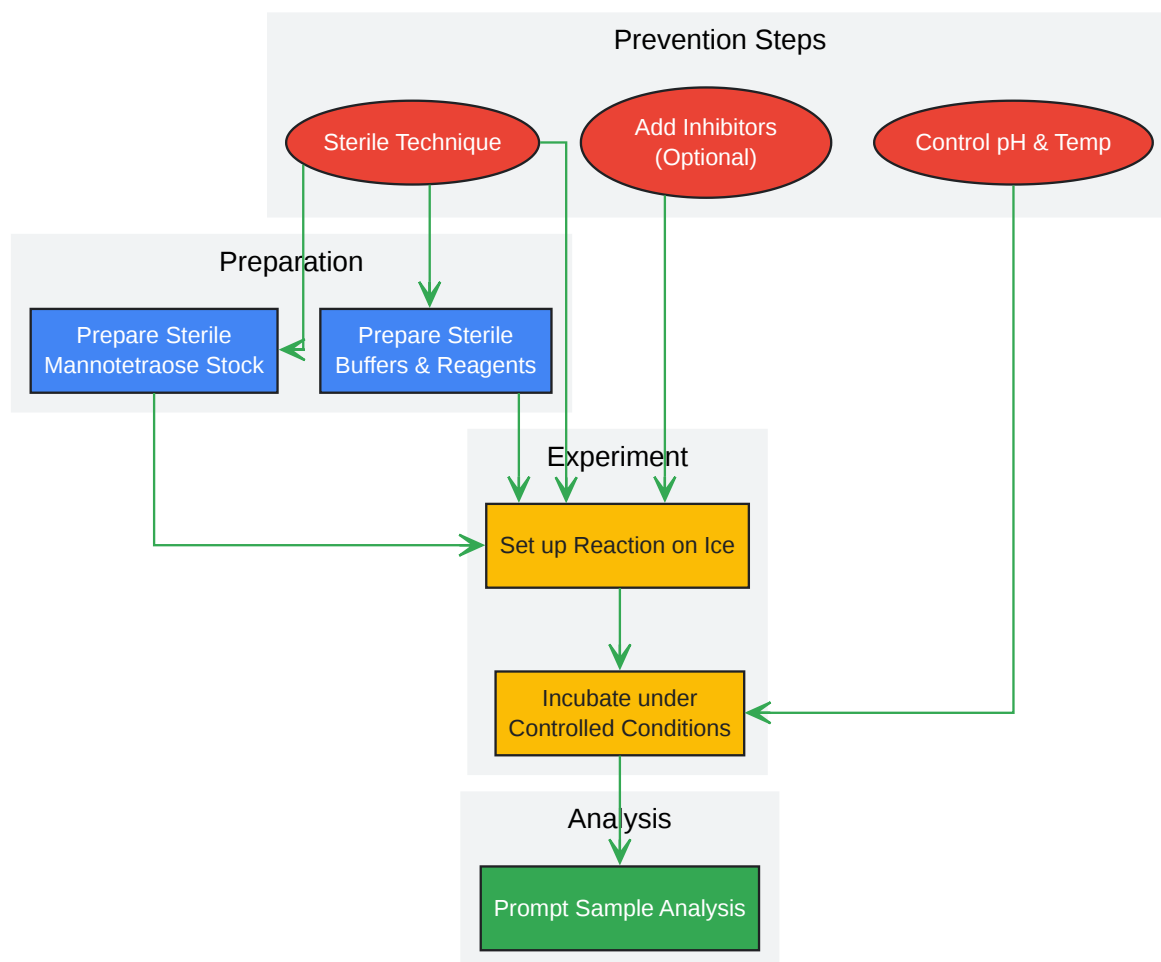 Prevention Steps
Sterile Technique
Add Inhibitors
(Optional)
Control pH & Temp
Preparation
Prepare Sterile
Mannotetraose Stock
Prepare Sterile
Buffers & Reagents
Experiment
Set up Reaction on Ice
Incubate under
Controlled Conditions
Analysis
Prompt Sample Analysis